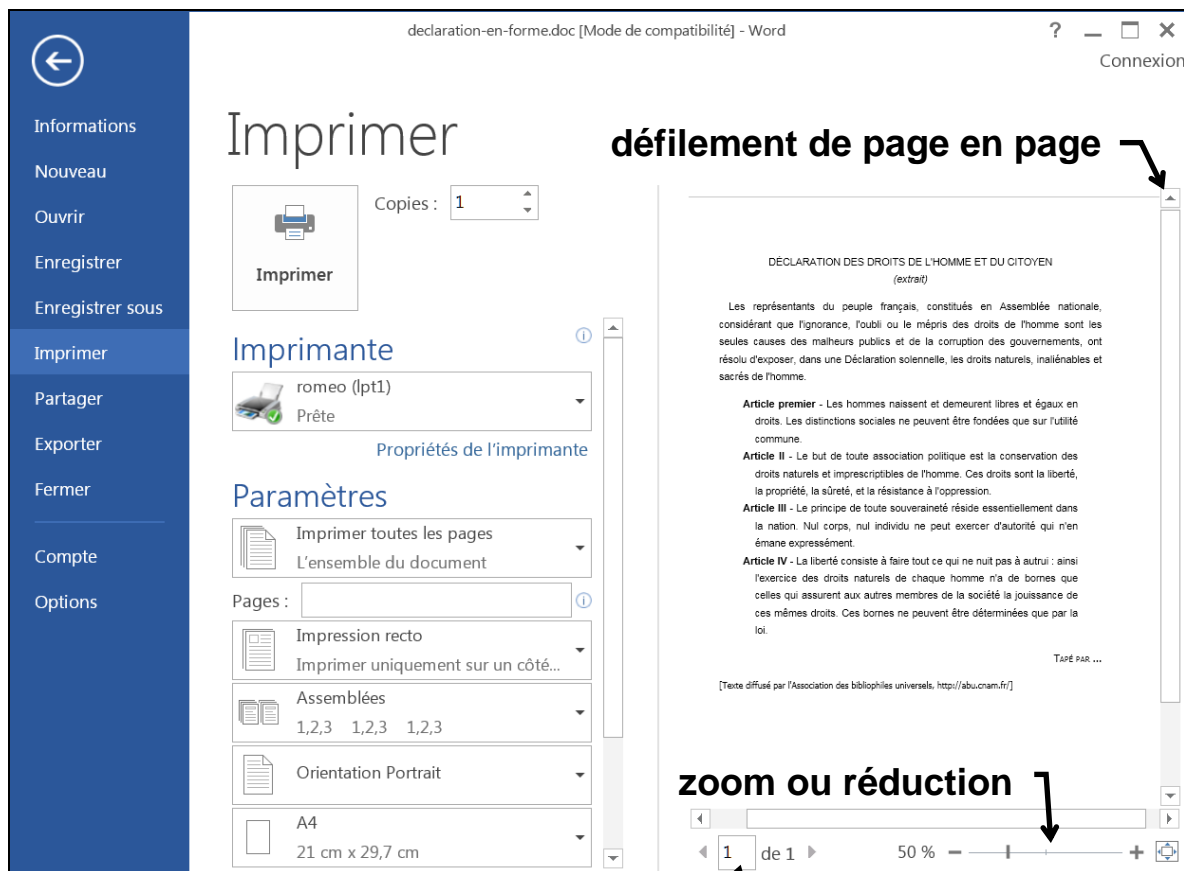 declaration-en-forme.doc [Mode de compatibilité] - Word
?
Connexion
Informations
Nouveau
Ouvrir
Enregistrer
Enregistrer sous
Imprimer
Partager
Exporter
Fermer
Compte
Options
Imprimer
Imprimer
Copies : 1
Imprimante
romeo (lpt1)
Prête
Propriétés de l'imprimante
Paramètres
Imprimer toutes les pages
L'ensemble du document
Pages :
Impression recto
Imprimer uniquement sur un côté...
Assemblées
1,2,3 1,2,3 1,2,3
Orientation Portrait
A4
21 cm x 29,7 cm
défilement de page en page
DÉCLARATION DES DROITS DE L'HOMME ET DU CITOYEN
(extrait)
Les représentants du peuple français, constitués en Assemblée nationale,
considérant que l'ignorance, l'oubli ou le mépris des droits de l'homme sont les
seules causes des malheurs publics et de la corruption des gouvernements, ont
résolu d'exposer, dans une Déclaration solennelle, les droits naturels, inaliénables et
sacrés de l'homme.
Article premier - Les hommes naissent et demeurent libres et égaux en
droits. Les distinctions sociales ne peuvent être fondées que sur l'utilité
commune.
Article II - Le but de toute association politique est la conservation des
droits naturels et imprescriptibles de l'homme. Ces droits sont la liberté,
la propriété, la sûreté, et la résistance à l'oppression.
Article III - Le principe de toute souveraineté réside essentiellement dans
la nation. Nul corps, nul individu ne peut exercer d'autorité qui n'en
émane expressément.
Article IV - La liberté consiste à faire tout ce qui ne nuit pas à autrui : ainsi
l'exercice des droits naturels de chaque homme n'a de bornes que
celles qui assurent aux autres membres de la société la jouissance de
ces mêmes droits. Ces bornes ne peuvent être déterminées que par la
loi.
TAPÉ PAR ...
[Texte diffusé par l'Association des bibliophiles universels, http://abu.cnam.fr/]
zoom ou réduction
1 de 1
50 %